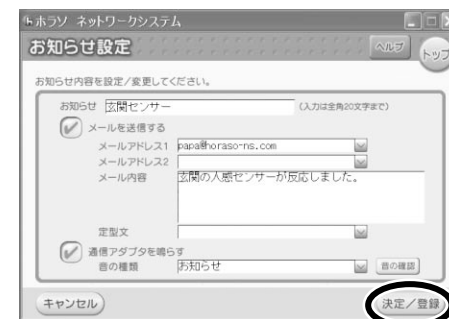 ホラソ ネットワークシステム
お知らせ設定
ヘルプ
トップ
お知らせ内容を設定/変更してください。
お知らせ 玄関センサー (入力は全角20文字まで)
メールを送信する
メールアドレス1 papa@horaso-ns.com
メールアドレス2
メール内容 玄関の人感センサーが反応しました。
定型文
通信アダプタを鳴らす
音の種類 お知らせ 音の確認
キャンセル 決定/登録